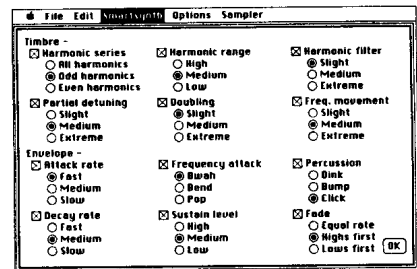 File Edit Smartsynth Options Sampler
Timbre -
Harmonic series Harmonic range Harmonic filter
All harmonics High Slight
Odd harmonics Medium Medium
Even harmonics Low Extreme
Partial detuning Doubling Freq. movement
Slight Slight Slight
Medium Medium Medium
Extreme Extreme Extreme
Envelope -
Attack rate Frequency attack Percussion
Fast Bwah Dink
Medium Bend Bump
Slow Pop Click
Decay rate Sustain level Fade
Fast High Equal rate
Medium Medium Highs first
Slow Low Lows first OK